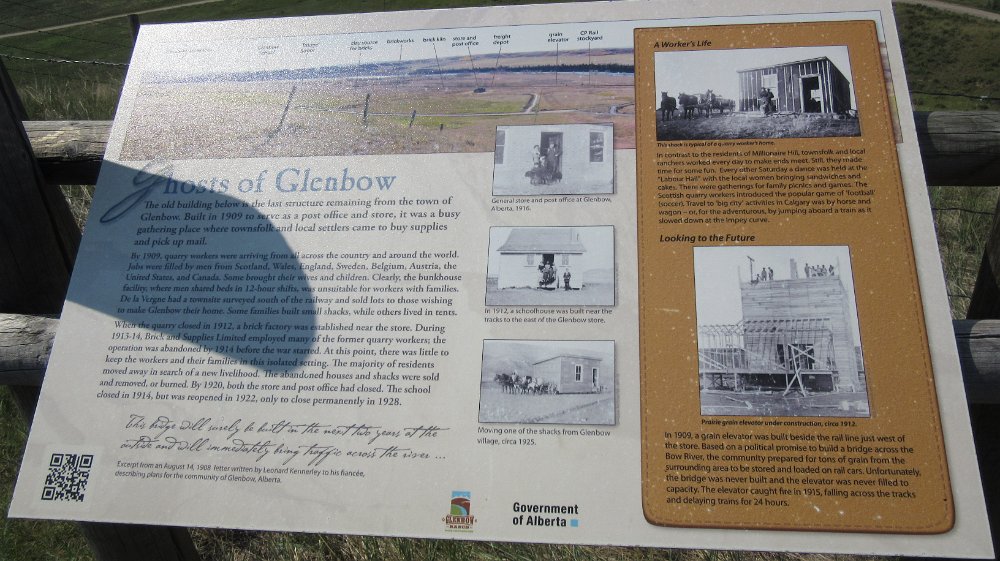 clay source
for bricks
Brickworks
brick kiln
store and
post office
freight
depot
grain
elevator
CP Rail
stockyard
Ghosts of Glenbow
The old building below is the last structure remaining from the town of
Glenbow. Built in 1909 to serve as a post office and store, it was a busy
gathering place where townsfolk and local settlers came to buy supplies
and pick up mail.
By 1909, quarry workers were arriving from all across the country and around the world.
Jobs were filled by men from Scotland, Wales, England, Sweden, Belgium, Austria, the
United States, and Canada. Some brought their wives and children. Clearly, the bunkhouse
facility, where men shared beds in 12-hour shifts, was unsuitable for workers with families.
De la Vergne had a townsite surveyed south of the railway and sold lots to those wishing
to make Glenbow their home. Some families built small shacks, while others lived in tents.
When the quarry closed in 1912, a brick factory was established near the store. During
1913-14, Brick and Supplies Limited employed many of the former quarry workers; the
operation was abandoned by 1914 before the war started. At this point, there was little to
keep the workers and their families in this isolated setting. The majority of residents
moved away in search of a new livelihood. The abandoned houses and shacks were sold
and removed, or burned. By 1920, both the store and post office had closed. The school
closed in 1914, but was reopened in 1922, only to close permanently in 1928.
This bridge will surely be built in the next two years at the
outside and will immediately bring traffic across the river ...
Excerpt from an August 14, 1908 letter written by Leonard Kennerley to his fiancée,
describing plans for the community of Glenbow, Alberta.
General store and post office at Glenbow,
Alberta, 1916.
In 1912, a schoolhouse was built near the
tracks to the east of the Glenbow store.
Moving one of the shacks from Glenbow
village, circa 1925.
GLENBOW
RANCH
Government
of Alberta
A Worker's Life
This shack is typical of a quarry worker's home.
In contrast to the residents of Millionaire Hill, townsfolk and local
ranchers worked every day to make ends meet. Still, they made
time for some fun. Every other Saturday a dance was held at the
"Labour Hall" with the local women bringing sandwiches and
cakes. There were gatherings for family picnics and games. The
Scottish quarry workers introduced the popular game of 'football'
(soccer). Travel to 'big city' activities in Calgary was by horse and
wagon – or, for the adventurous, by jumping aboard a train as it
slowed down at the Impey curve.
Looking to the Future
Prairie grain elevator under construction, circa 1912.
In 1909, a grain elevator was built beside the rail line just west of
the store. Based on a political promise to build a bridge across the
Bow River, the community prepared for tons of grain from the
surrounding area to be stored and loaded on rail cars. Unfortunately,
the bridge was never built and the elevator was never filled to
capacity. The elevator caught fire in 1915, falling across the tracks
and delaying trains for 24 hours.